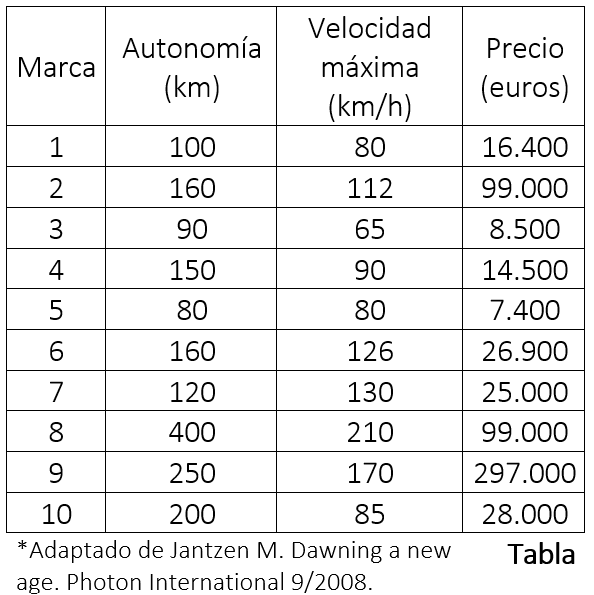 Marca Autonomía (km) Velocidad máxima (km/h) Precio (euros)
1 100 80 16.400
2 160 112 99.000
3 90 65 8.500
4 150 90 14.500
5 80 80 7.400
6 160 126 26.900
7 120 130 25.000
8 400 210 99.000
9 250 170 297.000
10 200 85 28.000
*Adaptado de Jantzen M. Dawning a new
age. Photon International 9/2008.
Tabla